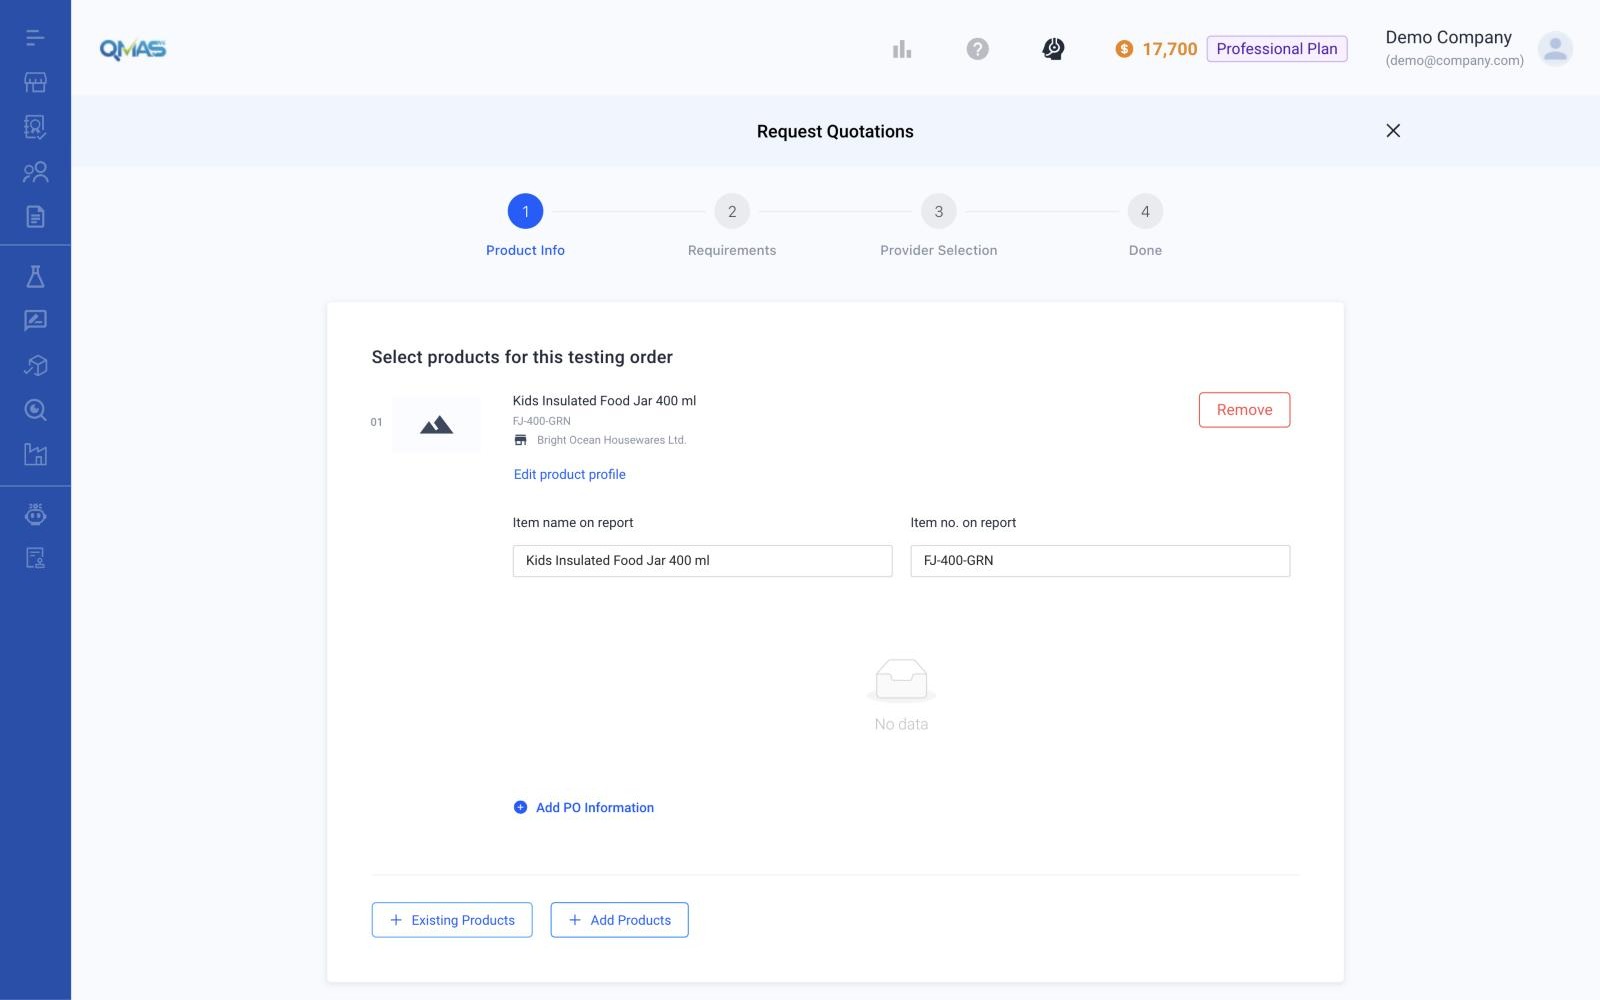 QMAS
17,700
Professional Plan
Demo Company
(demo@company.com)
Request Quotations
1
2
3
4
Product Info
Requirements
Provider Selection
Done
Select products for this testing order
01
Kids Insulated Food Jar 400 ml
FJ-400-GRN
Bright Ocean Housewares Ltd.
Remove
Edit product profile
Item name on report
Item no. on report
Kids Insulated Food Jar 400 ml
FJ-400-GRN
No data
Add PO Information
Existing Products
Add Products